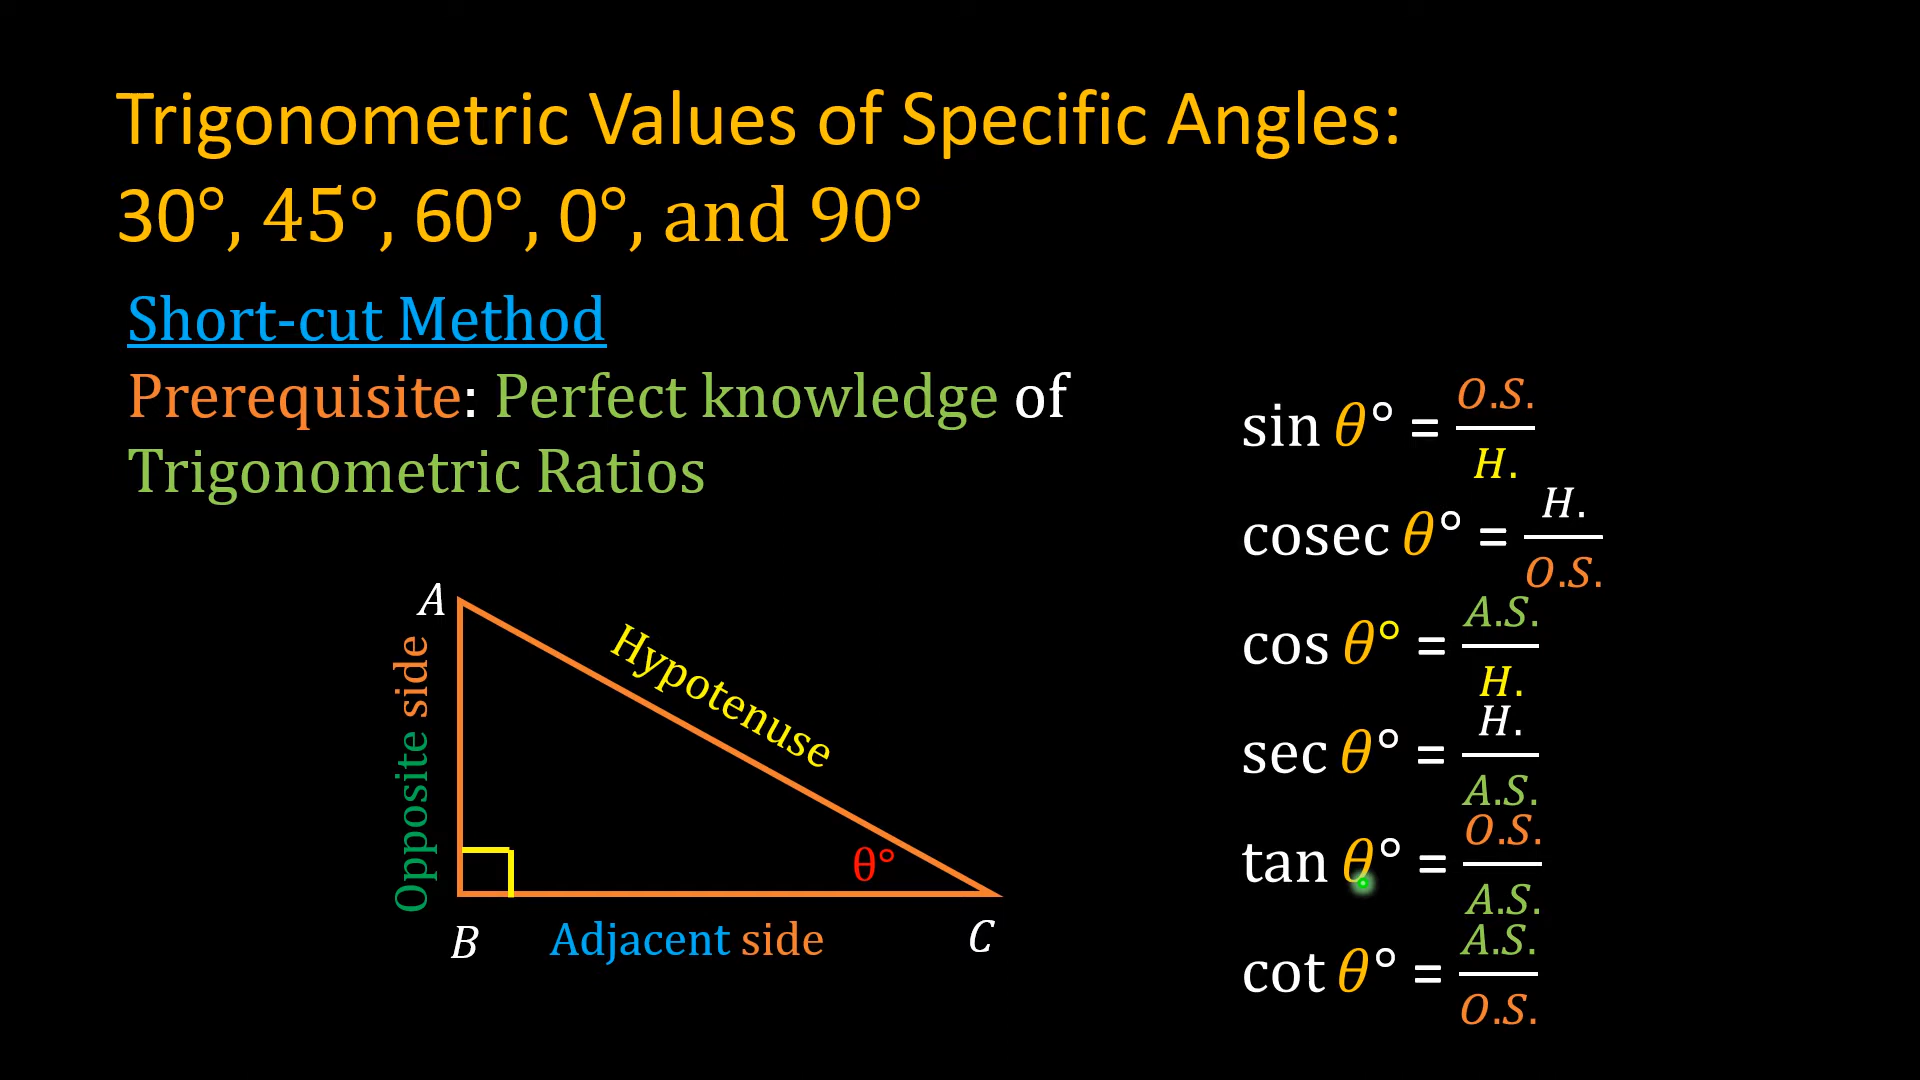 Trigonometric Values of Specific Angles:
30°, 45°, 60°, 0°, and 90°
Short-cut Method
Prerequisite: Perfect knowledge of
Trigonometric Ratios
A
Opposite side
Hypotenuse
θ°
B
Adjacent side
C
sin θ° = O.S. / H.
cosec θ° = H. / O.S.
cos θ° = A.S. / H.
sec θ° = H. / A.S.
tan θ° = O.S. / A.S.
cot θ° = A.S. / O.S.